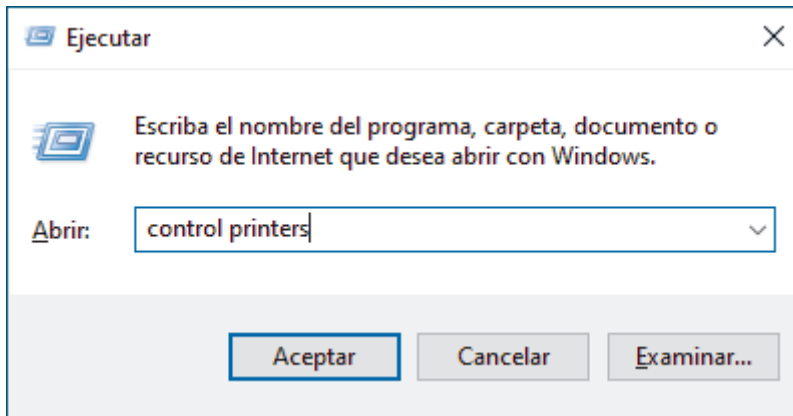 Ejecutar
Escriba el nombre del programa, carpeta, documento o
recurso de Internet que desea abrir con Windows.
Abrir: control printers
Aceptar Cancelar Examinar...